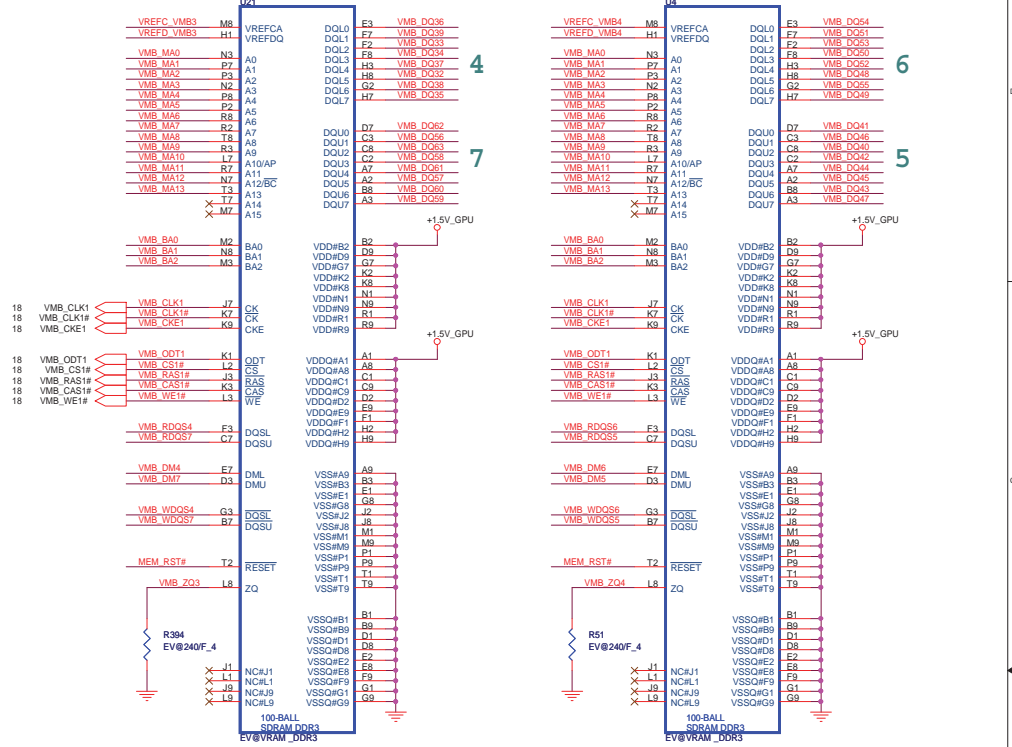 U21
VREFC_VMB3 M8 VREFCA DQL0 E3 VMB_DQ36
VREFD_VMB3 H1 VREFDQ DQL1 F7 VMB_DQ39
DQL2 F2 VMB_DQ33
VMB_MA0 N3 A0 DQL3 F8 VMB_DQ34
VMB_MA1 P7 A1 DQL4 H3 VMB_DQ37
VMB_MA2 P3 A2 DQL5 H8 VMB_DQ32
VMB_MA3 N2 A3 DQL6 G2 VMB_DQ38
VMB_MA4 P8 A4 DQL7 H7 VMB_DQ35
4
VMB_MA5 P2 A5
VMB_MA6 R8 A6
VMB_MA7 R2 A7 DQU0 D7 VMB_DQ62
VMB_MA8 T8 A8 DQU1 C3 VMB_DQ56
VMB_MA9 R3 A9 DQU2 C8 VMB_DQ63
VMB_MA10 L7 A10/AP DQU3 C2 VMB_DQ58
VMB_MA11 R7 A11 DQU4 A7 VMB_DQ61
VMB_MA12 N7 A12/BC DQU5 A2 VMB_DQ57
VMB_MA13 T3 A13 DQU6 B8 VMB_DQ60
T7 A14 DQU7 A3 VMB_DQ59
M7 A15
7
+1.5V_GPU
VMB_BA0 M2 BA0 VDD#B2 B2
VMB_BA1 N8 BA1 VDD#D9 D9
VMB_BA2 M3 BA2 VDD#G7 G7
VDD#K2 K2
VDD#K8 K8
VDD#N1 N1
18 VMB_CLK1 VMB_CLK1 J7 CK VDD#N9 N9
18 VMB_CLK1# VMB_CLK1# K7 CK VDD#R1 R1
18 VMB_CKE1 VMB_CKE1 K9 CKE VDD#R9 R9
+1.5V_GPU
18 VMB_ODT1 VMB_ODT1 K1 ODT VDDQ#A1 A1
18 VMB_CS1# VMB_CS1# L2 CS VDDQ#A8 A8
18 VMB_RAS1# VMB_RAS1# J3 RAS VDDQ#C1 C1
18 VMB_CAS1# VMB_CAS1# K3 CAS VDDQ#C9 C9
18 VMB_WE1# VMB_WE1# L3 WE VDDQ#D2 D2
VDDQ#E9 E9
VDDQ#F1 F1
VMB_RDQS4 F3 DQSL VDDQ#H2 H2
VMB_RDQS7 C7 DQSU VDDQ#H9 H9
VMB_DM4 E7 DML VSS#A9 A9
VMB_DM7 D3 DMU VSS#B3 B3
VSS#E1 E1
VSS#G8 G8
VMB_WDQS4 G3 DQSL VSS#J2 J2
VMB_WDQS7 B7 DQSU VSS#J8 J8
VSS#M1 M1
VSS#M9 M9
VSS#P1 P1
MEM_RST# T2 RESET VSS#P9 P9
VSS#T1 T1
VMB_ZQ3 L8 ZQ VSS#T9 T9
VSSQ#B1 B1
VSSQ#B9 B9
R394 VSSQ#D1 D1
EV@240/F_4 VSSQ#D8 D8
VSSQ#E2 E2
J1 NC#J1 VSSQ#E8 E8
L1 NC#L1 VSSQ#F9 F9
J9 NC#J9 VSSQ#G1 G1
L9 NC#L9 VSSQ#G9 G9
100-BALL
SDRAM DDR3
EV@VRAM _DDR3
U4
VREFC_VMB4 M8 VREFCA DQL0 E3 VMB_DQ54
VREFD_VMB4 H1 VREFDQ DQL1 F7 VMB_DQ51
DQL2 F2 VMB_DQ53
VMB_MA0 N3 A0 DQL3 F8 VMB_DQ50
VMB_MA1 P7 A1 DQL4 H3 VMB_DQ52
VMB_MA2 P3 A2 DQL5 H8 VMB_DQ48
VMB_MA3 N2 A3 DQL6 G2 VMB_DQ55
VMB_MA4 P8 A4 DQL7 H7 VMB_DQ49
6
VMB_MA5 P2 A5
VMB_MA6 R8 A6
VMB_MA7 R2 A7 DQU0 D7 VMB_DQ41
VMB_MA8 T8 A8 DQU1 C3 VMB_DQ46
VMB_MA9 R3 A9 DQU2 C8 VMB_DQ40
VMB_MA10 L7 A10/AP DQU3 C2 VMB_DQ42
VMB_MA11 R7 A11 DQU4 A7 VMB_DQ44
VMB_MA12 N7 A12/BC DQU5 A2 VMB_DQ45
VMB_MA13 T3 A13 DQU6 B8 VMB_DQ43
T7 A14 DQU7 A3 VMB_DQ47
M7 A15
5
+1.5V_GPU
VMB_BA0 M2 BA0 VDD#B2 B2
VMB_BA1 N8 BA1 VDD#D9 D9
VMB_BA2 M3 BA2 VDD#G7 G7
VDD#K2 K2
VDD#K8 K8
VDD#N1 N1
VMB_CLK1 J7 CK VDD#N9 N9
VMB_CLK1# K7 CK VDD#R1 R1
VMB_CKE1 K9 CKE VDD#R9 R9
+1.5V_GPU
VMB_ODT1 K1 ODT VDDQ#A1 A1
VMB_CS1# L2 CS VDDQ#A8 A8
VMB_RAS1# J3 RAS VDDQ#C1 C1
VMB_CAS1# K3 CAS VDDQ#C9 C9
VMB_WE1# L3 WE VDDQ#D2 D2
VDDQ#E9 E9
VDDQ#F1 F1
VMB_RDQS6 F3 DQSL VDDQ#H2 H2
VMB_RDQS5 C7 DQSU VDDQ#H9 H9
VMB_DM6 E7 DML VSS#A9 A9
VMB_DM5 D3 DMU VSS#B3 B3
VSS#E1 E1
VSS#G8 G8
VMB_WDQS6 G3 DQSL VSS#J2 J2
VMB_WDQS5 B7 DQSU VSS#J8 J8
VSS#M1 M1
VSS#M9 M9
VSS#P1 P1
MEM_RST# T2 RESET VSS#P9 P9
VSS#T1 T1
VMB_ZQ4 L8 ZQ VSS#T9 T9
VSSQ#B1 B1
VSSQ#B9 B9
R51 VSSQ#D1 D1
EV@240/F_4 VSSQ#D8 D8
VSSQ#E2 E2
J1 NC#J1 VSSQ#E8 E8
L1 NC#L1 VSSQ#F9 F9
J9 NC#J9 VSSQ#G1 G1
L9 NC#L9 VSSQ#G9 G9
100-BALL
SDRAM DDR3
EV@VRAM _DDR3